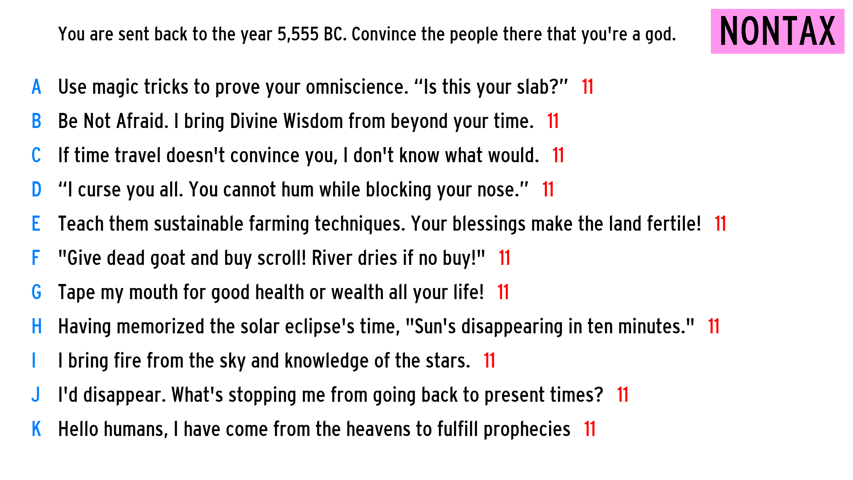 You are sent back to the year 5,555 BC. Convince the people there that you're a god.
NONTAX
A Use magic tricks to prove your omniscience. “Is this your slab?” 11
B Be Not Afraid. I bring Divine Wisdom from beyond your time. 11
C If time travel doesn't convince you, I don't know what would. 11
D “I curse you all. You cannot hum while blocking your nose.” 11
E Teach them sustainable farming techniques. Your blessings make the land fertile! 11
F "Give dead goat and buy scroll! River dries if no buy!" 11
G Tape my mouth for good health or wealth all your life! 11
H Having memorized the solar eclipse's time, "Sun's disappearing in ten minutes." 11
I I bring fire from the sky and knowledge of the stars. 11
J I'd disappear. What's stopping me from going back to present times? 11
K Hello humans, I have come from the heavens to fulfill prophecies 11